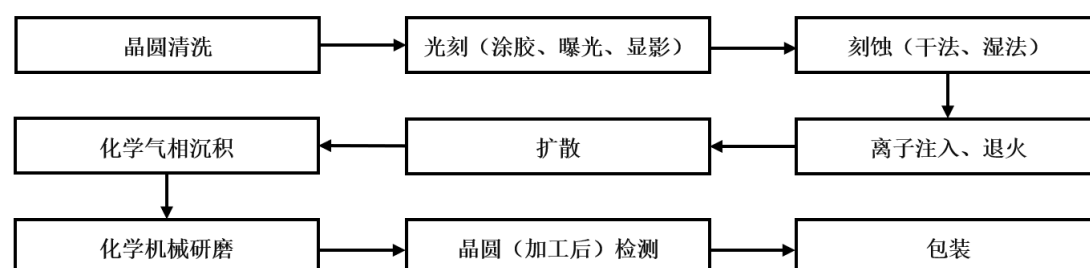 晶圆清洗
光刻（涂胶、曝光、显影）
刻蚀（干法、湿法）
离子注入、退火
扩散
化学气相沉积
化学机械研磨
晶圆（加工后）检测
包装